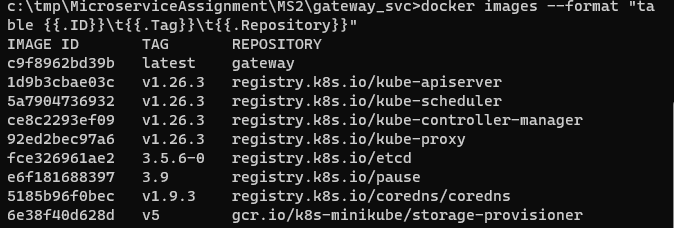 c:\tmp\MicroserviceAssignment\MS2\gateway_svc>docker images --format "ta
ble {{.ID}}\t{{.Tag}}\t{{.Repository}}"
IMAGE ID TAG REPOSITORY
c9f8962bd39b latest gateway
1d9b3cbae03c v1.26.3 registry.k8s.io/kube-apiserver
5a7904736932 v1.26.3 registry.k8s.io/kube-scheduler
ce8c2293ef09 v1.26.3 registry.k8s.io/kube-controller-manager
92ed2bec97a6 v1.26.3 registry.k8s.io/kube-proxy
fce326961ae2 3.5.6-0 registry.k8s.io/etcd
e6f181688397 3.9 registry.k8s.io/pause
5185b96f0bec v1.9.3 registry.k8s.io/coredns/coredns
6e38f40d628d v5 gcr.io/k8s-minikube/storage-provisioner